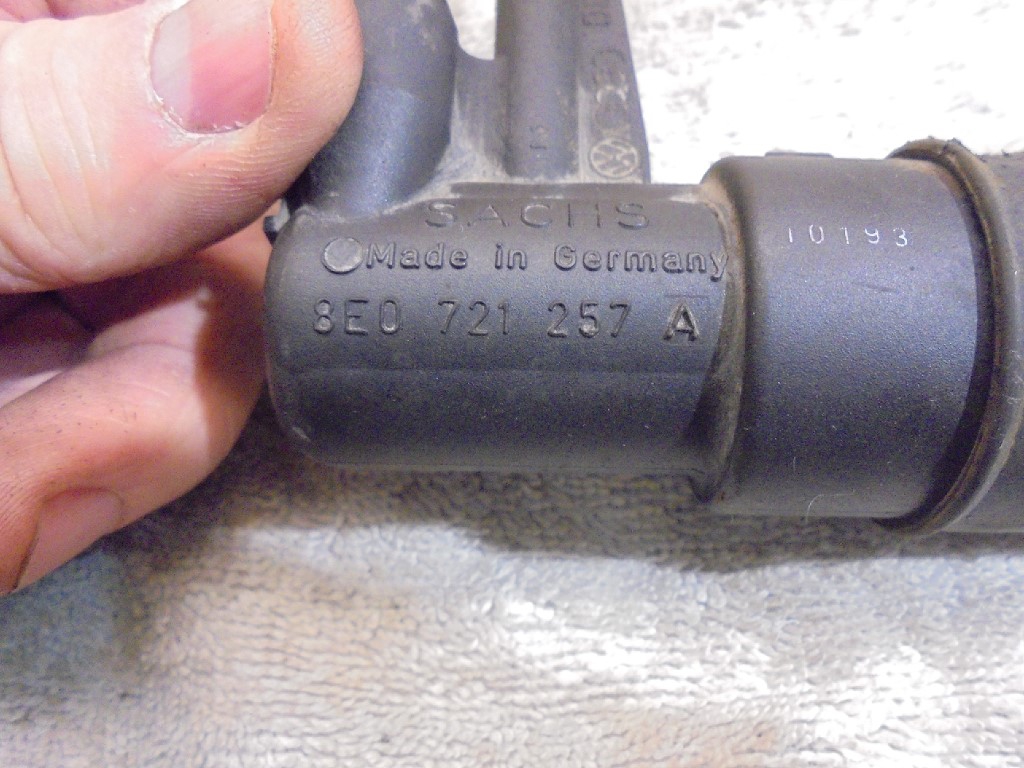 SACHS
Made in Germany
8E0 721 257 A
10193